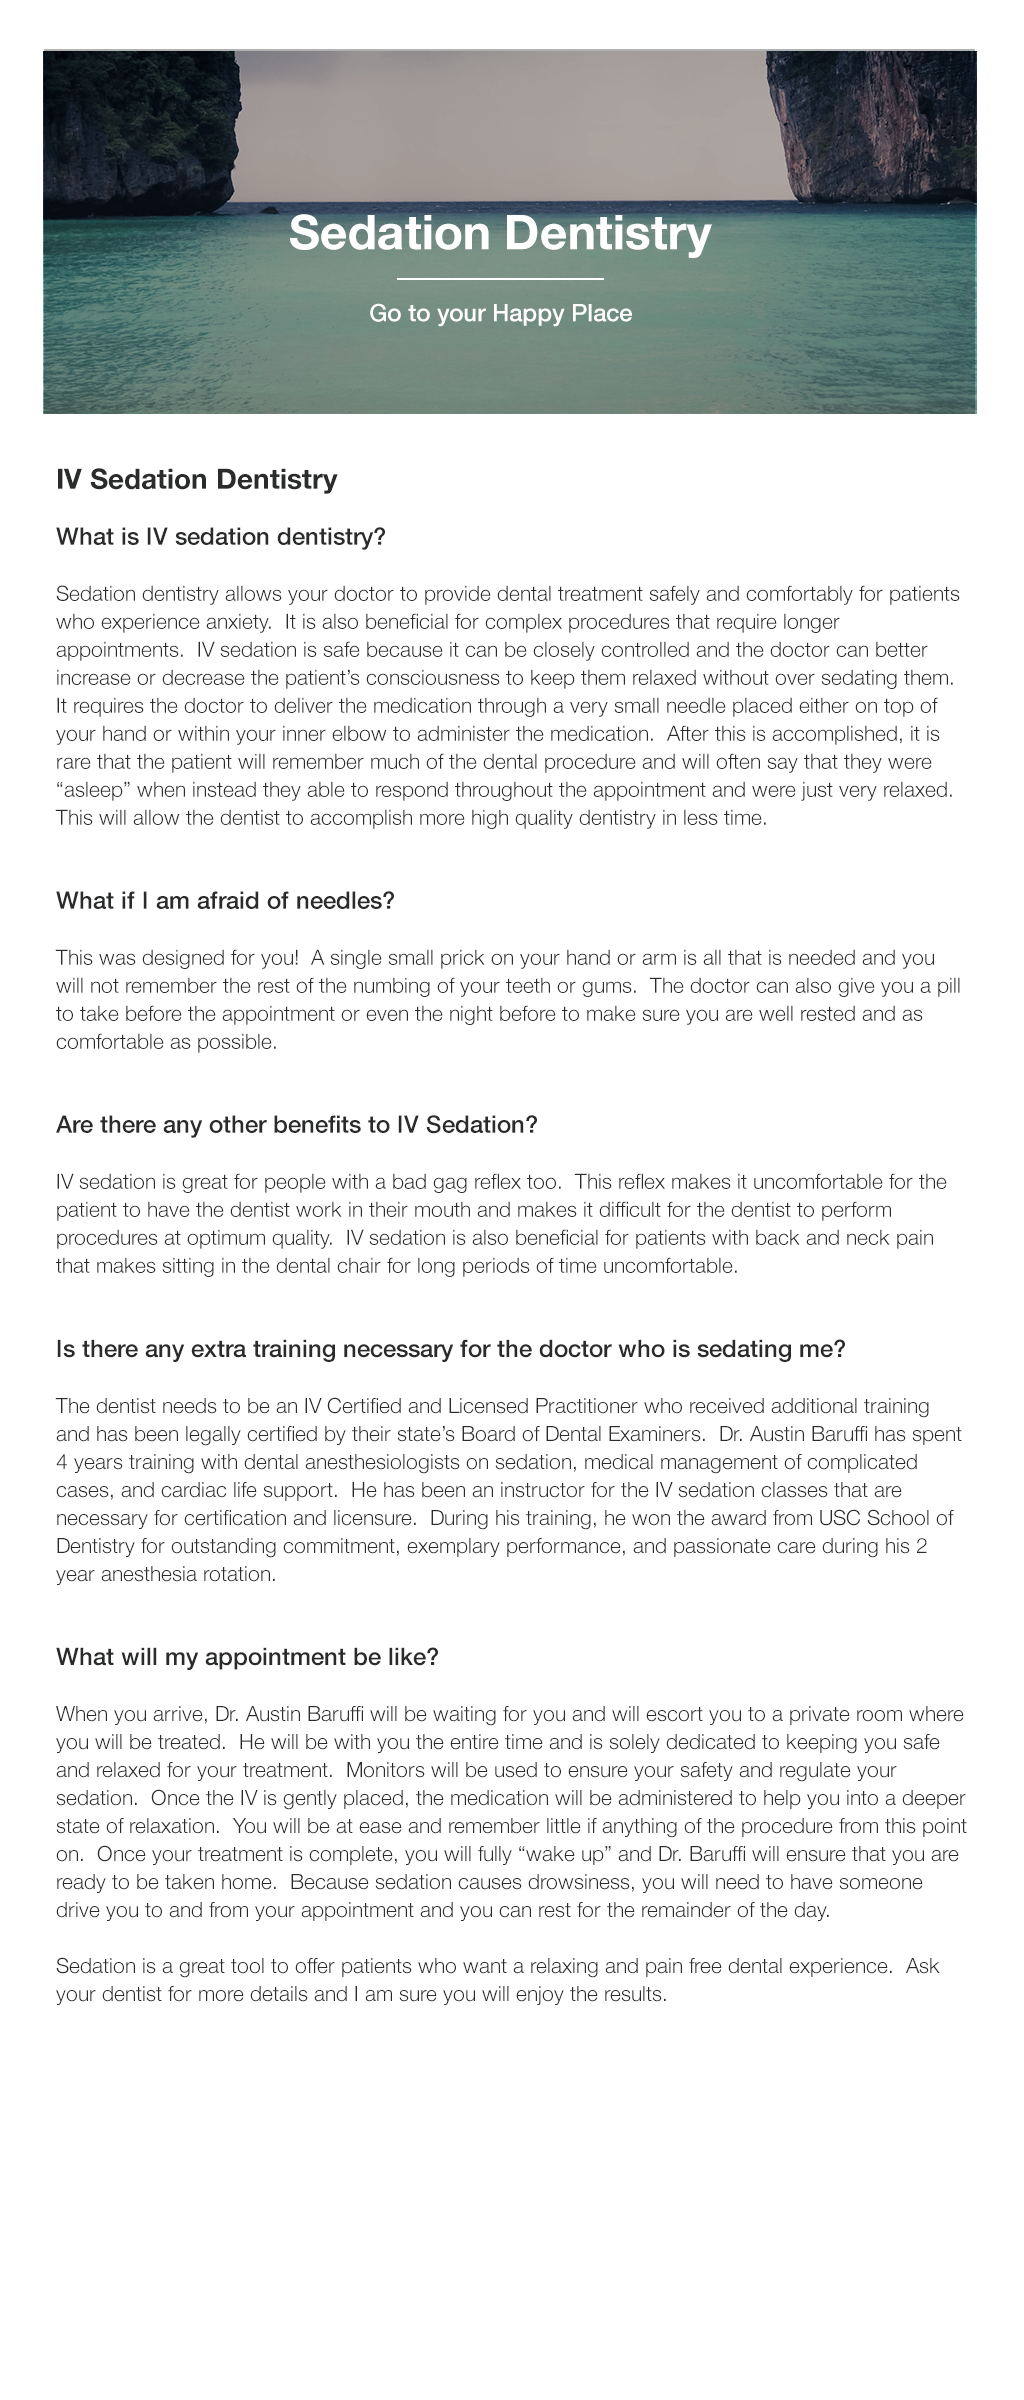 Sedation Dentistry
Go to your Happy Place
IV Sedation Dentistry
What is IV sedation dentistry?
Sedation dentistry allows your doctor to provide dental treatment safely and comfortably for patients
who experience anxiety.  It is also beneficial for complex procedures that require longer
appointments.  IV sedation is safe because it can be closely controlled and the doctor can better
increase or decrease the patient’s consciousness to keep them relaxed without over sedating them.
It requires the doctor to deliver the medication through a very small needle placed either on top of
your hand or within your inner elbow to administer the medication.  After this is accomplished, it is
rare that the patient will remember much of the dental procedure and will often say that they were
“asleep” when instead they able to respond throughout the appointment and were just very relaxed.
This will allow the dentist to accomplish more high quality dentistry in less time.
What if I am afraid of needles?
This was designed for you!  A single small prick on your hand or arm is all that is needed and you
will not remember the rest of the numbing of your teeth or gums.  The doctor can also give you a pill
to take before the appointment or even the night before to make sure you are well rested and as
comfortable as possible.
Are there any other benefits to IV Sedation?
IV sedation is great for people with a bad gag reflex too.  This reflex makes it uncomfortable for the
patient to have the dentist work in their mouth and makes it difficult for the dentist to perform
procedures at optimum quality.  IV sedation is also beneficial for patients with back and neck pain
that makes sitting in the dental chair for long periods of time uncomfortable.
Is there any extra training necessary for the doctor who is sedating me?
The dentist needs to be an IV Certified and Licensed Practitioner who received additional training
and has been legally certified by their state’s Board of Dental Examiners.  Dr. Austin Baruffi has spent
4 years training with dental anesthesiologists on sedation, medical management of complicated
cases, and cardiac life support.  He has been an instructor for the IV sedation classes that are
necessary for certification and licensure.  During his training, he won the award from USC School of
Dentistry for outstanding commitment, exemplary performance, and passionate care during his 2
year anesthesia rotation.
What will my appointment be like?
When you arrive, Dr. Austin Baruffi will be waiting for you and will escort you to a private room where
you will be treated.  He will be with you the entire time and is solely dedicated to keeping you safe
and relaxed for your treatment.  Monitors will be used to ensure your safety and regulate your
sedation.  Once the IV is gently placed, the medication will be administered to help you into a deeper
state of relaxation.  You will be at ease and remember little if anything of the procedure from this point
on.  Once your treatment is complete, you will fully “wake up” and Dr. Baruffi will ensure that you are
ready to be taken home.  Because sedation causes drowsiness, you will need to have someone
drive you to and from your appointment and you can rest for the remainder of the day.
Sedation is a great tool to offer patients who want a relaxing and pain free dental experience.  Ask
your dentist for more details and I am sure you will enjoy the results.